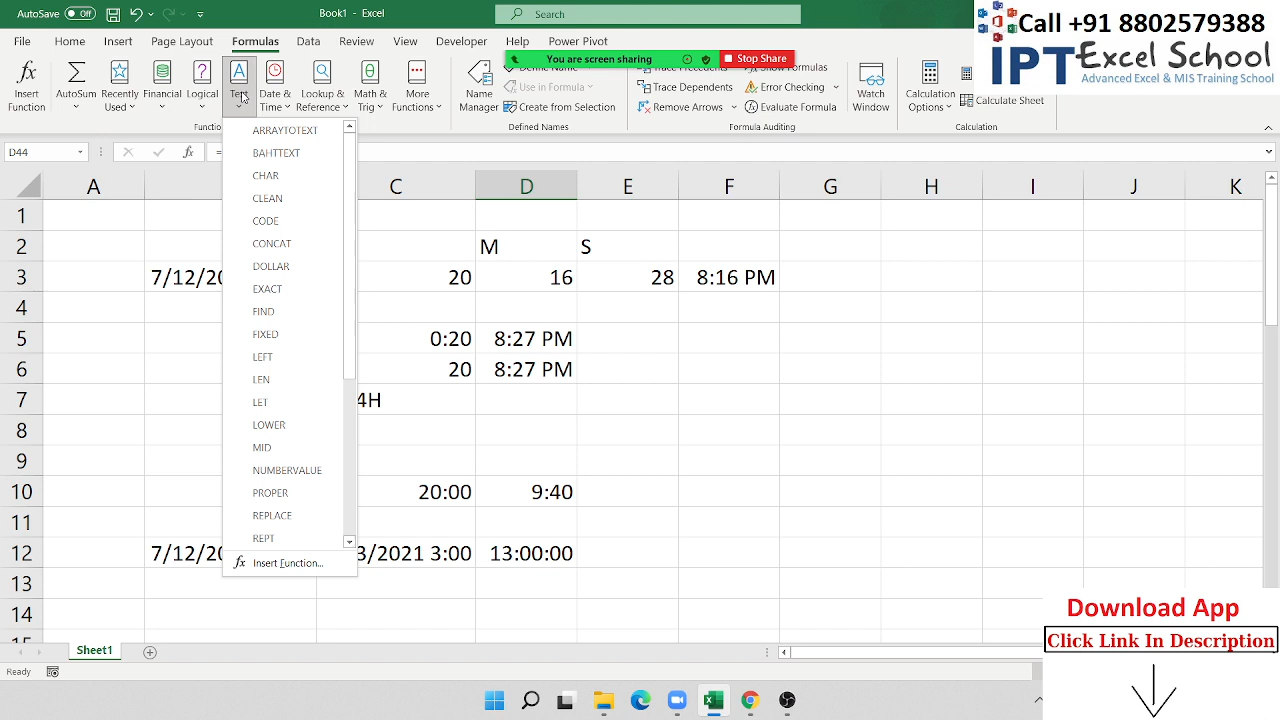 AutoSave Off
Book1 - Excel
Search
Call +91 8802579388
IPT Excel School
Advanced Excel & MIS Training School
File Home Insert Page Layout Formulas Data Review View Developer Help Power Pivot
You are screen sharing Stop Share
Insert Function
AutoSum
Recently Used
Financial
Logical
Text
Date & Time
Lookup & Reference
Math & Trig
More Functions
Name Manager
Define Name
Use in Formula
Create from Selection
Defined Names
Trace Precedents
Trace Dependents
Remove Arrows
Show Formulas
Error Checking
Evaluate Formula
Formula Auditing
Watch Window
Calculation Options
Calculate Sheet
Calculation
D44 fx =
ARRAYTOTEXT
BAHTTEXT
CHAR
CLEAN
CODE
CONCAT
DOLLAR
EXACT
FIND
FIXED
LEFT
LEN
LET
LOWER
MID
NUMBERVALUE
PROPER
REPLACE
REPT
fx Insert Function...
A C D E F G H I J K
1
2 M S
3 7/12/20 20 16 28 8:16 PM
4
5 0:20 8:27 PM
6 20 8:27 PM
7 4H
8
9
10 20:00 9:40
11
12 7/12/20 3/2021 3:00 13:00:00
13
14
15
Sheet1
Ready
Download App
Click Link In Description